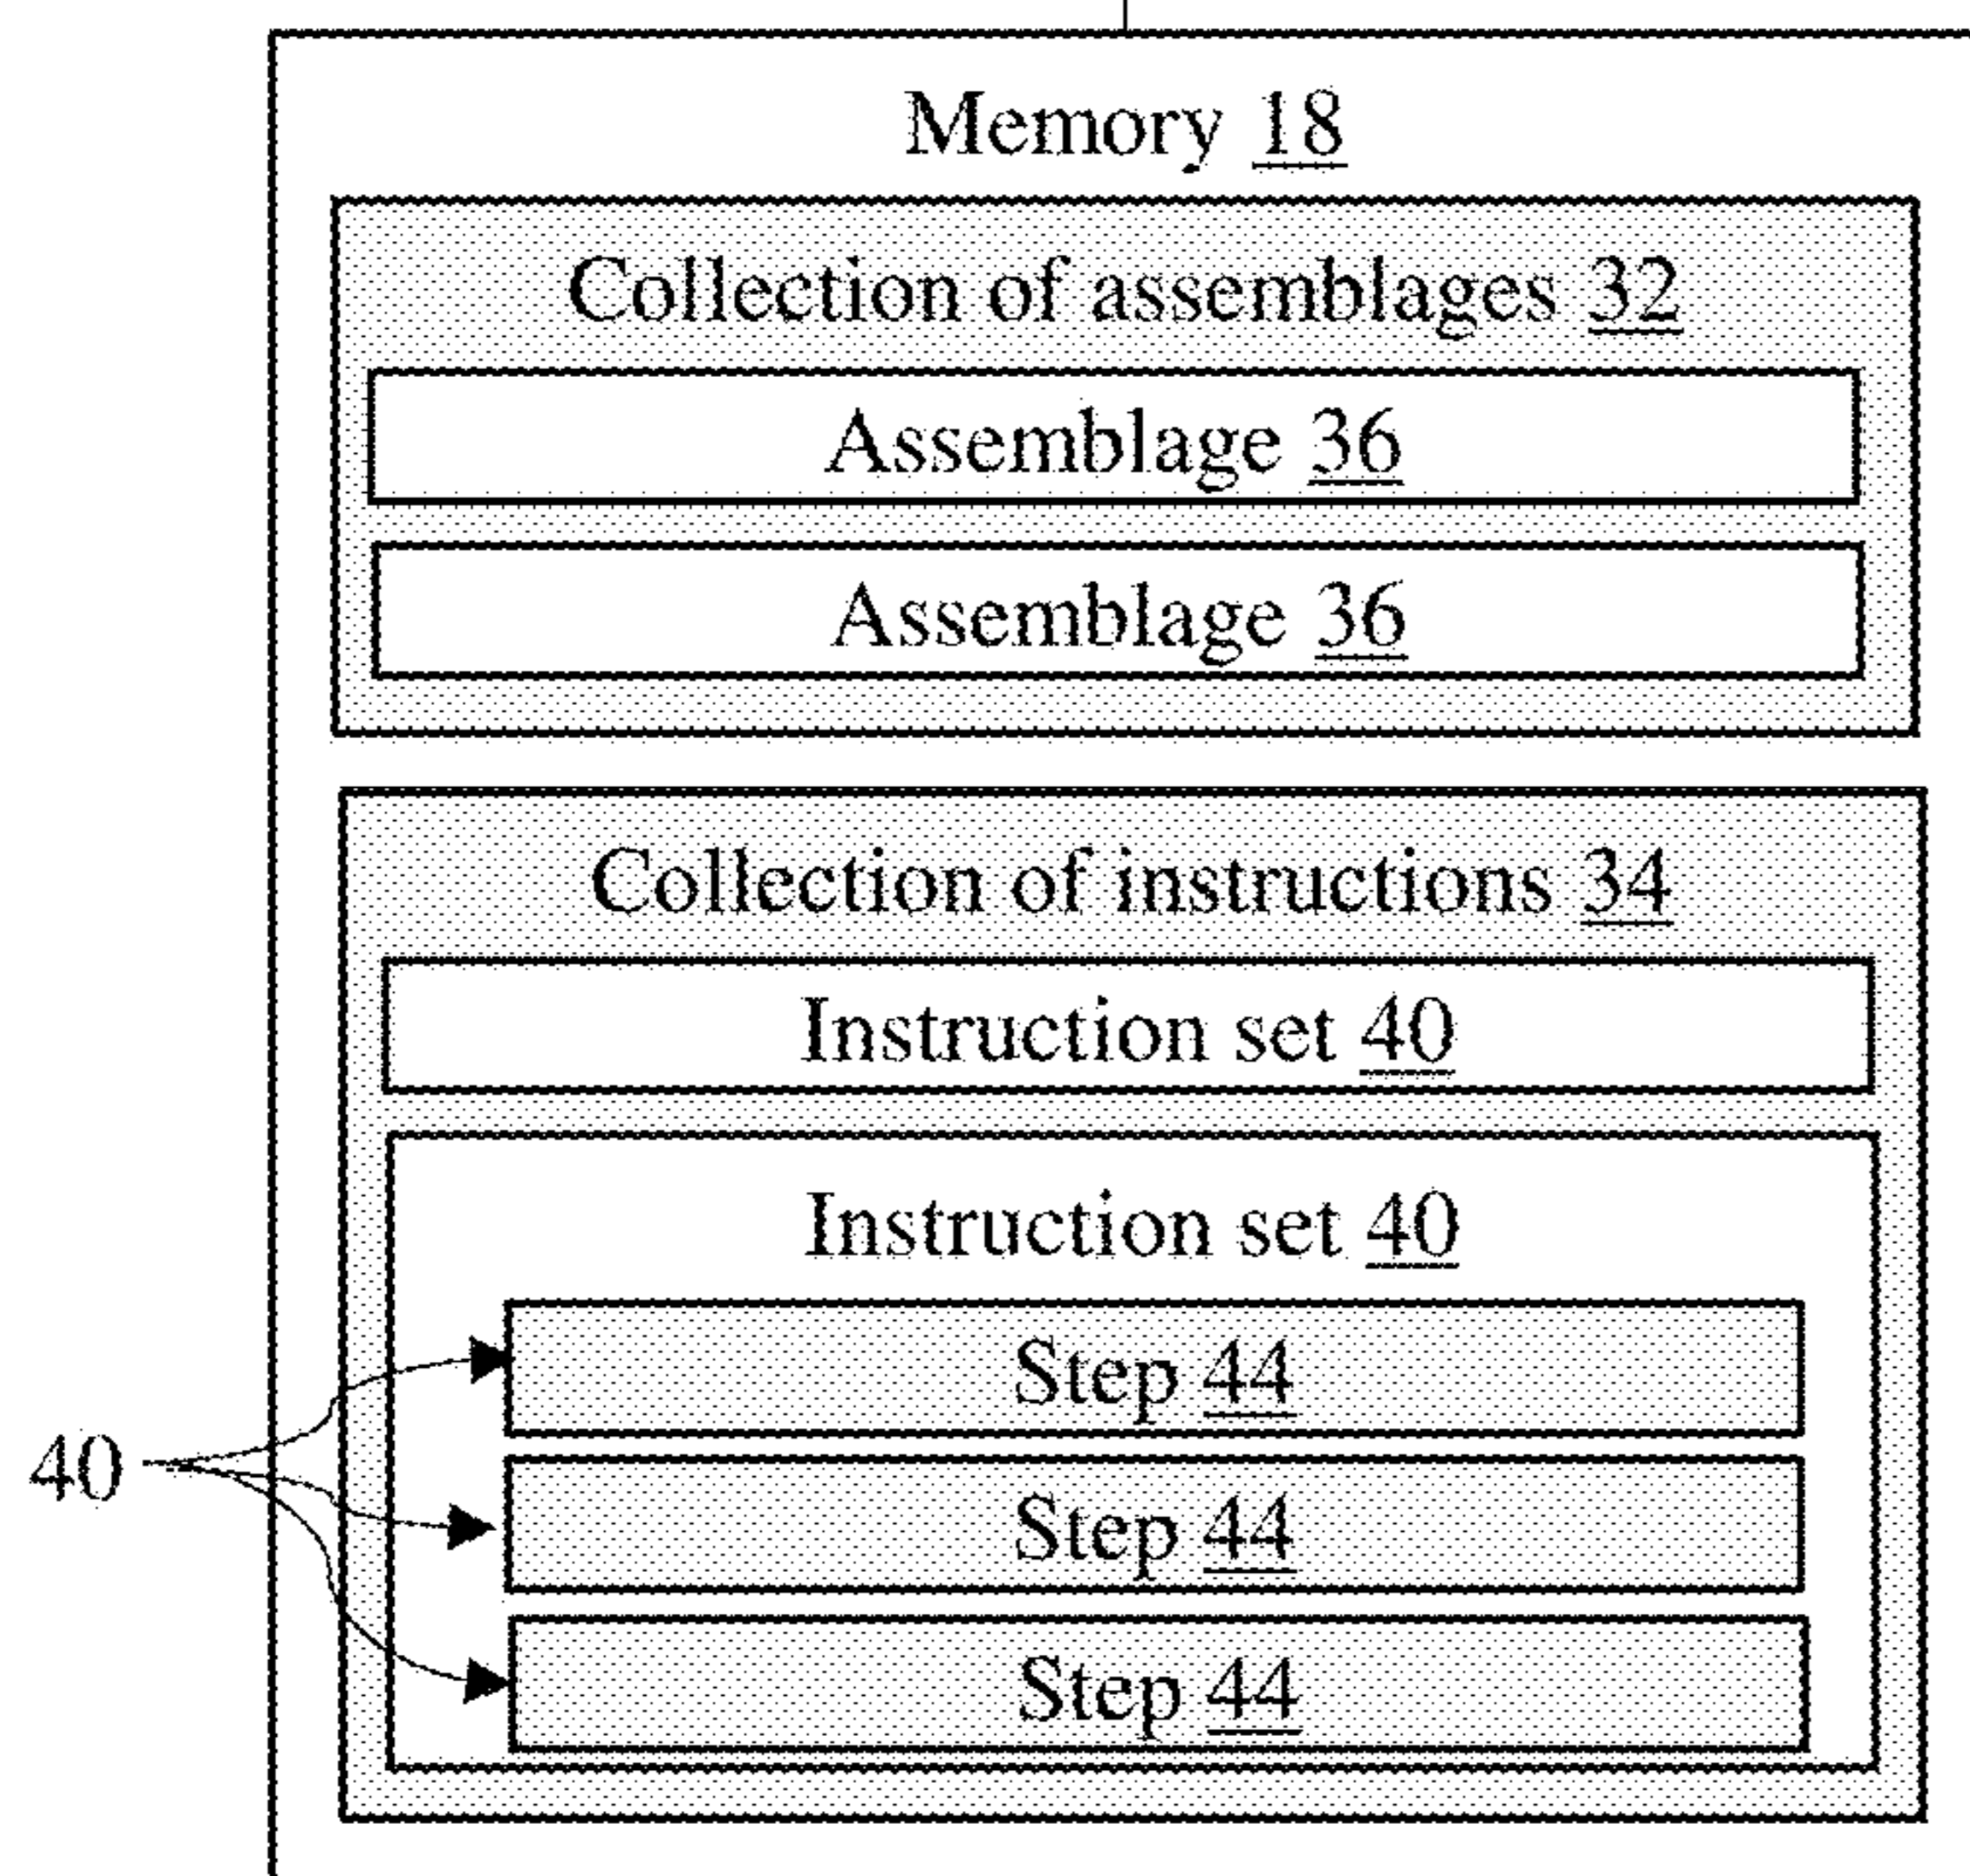 Memory 18
Collection of assemblages 32
Assemblage 36
Assemblage 36
Collection of instructions 34
Instruction set 40
Instruction set 40
Step 44
40
Step 44
Step 44